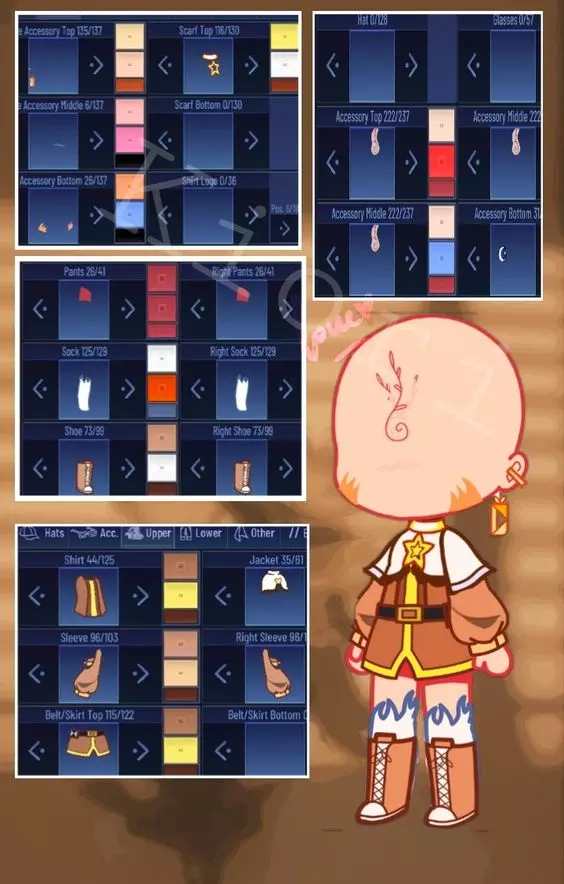 e Accessory Top 135/137
Scarf Top 116/130
e Accessory Middle 6/137
Scarf Bottom 0/130
Accessory Bottom 26/137
Shirt Logo 0/36
Hat 0/128
Glasses 0/57
Accessory Top 222/237
Accessory Middle 222
Accessory Middle 222/237
Accessory Bottom 31
Pants 26/41
Right Pants 26/41
Sock 125/129
Right Sock 125/129
Shoe 73/99
Right Shoe 73/99
Hats
Acc.
Upper
Lower
Other
Shirt 44/125
Jacket 35/61
Sleeve 96/103
Right Sleeve 96/1
Belt/Skirt Top 115/122
Belt/Skirt Bottom 0